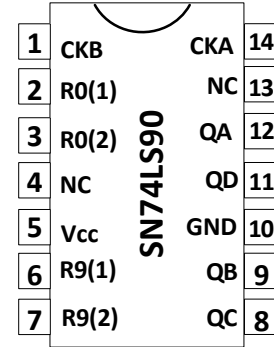 1 CKB CKA 14
2 R0(1) NC 13
3 R0(2) QA 12
4 NC QD 11
5 Vcc GND 10
6 R9(1) QB 9
7 R9(2) QC 8
SN74LS90